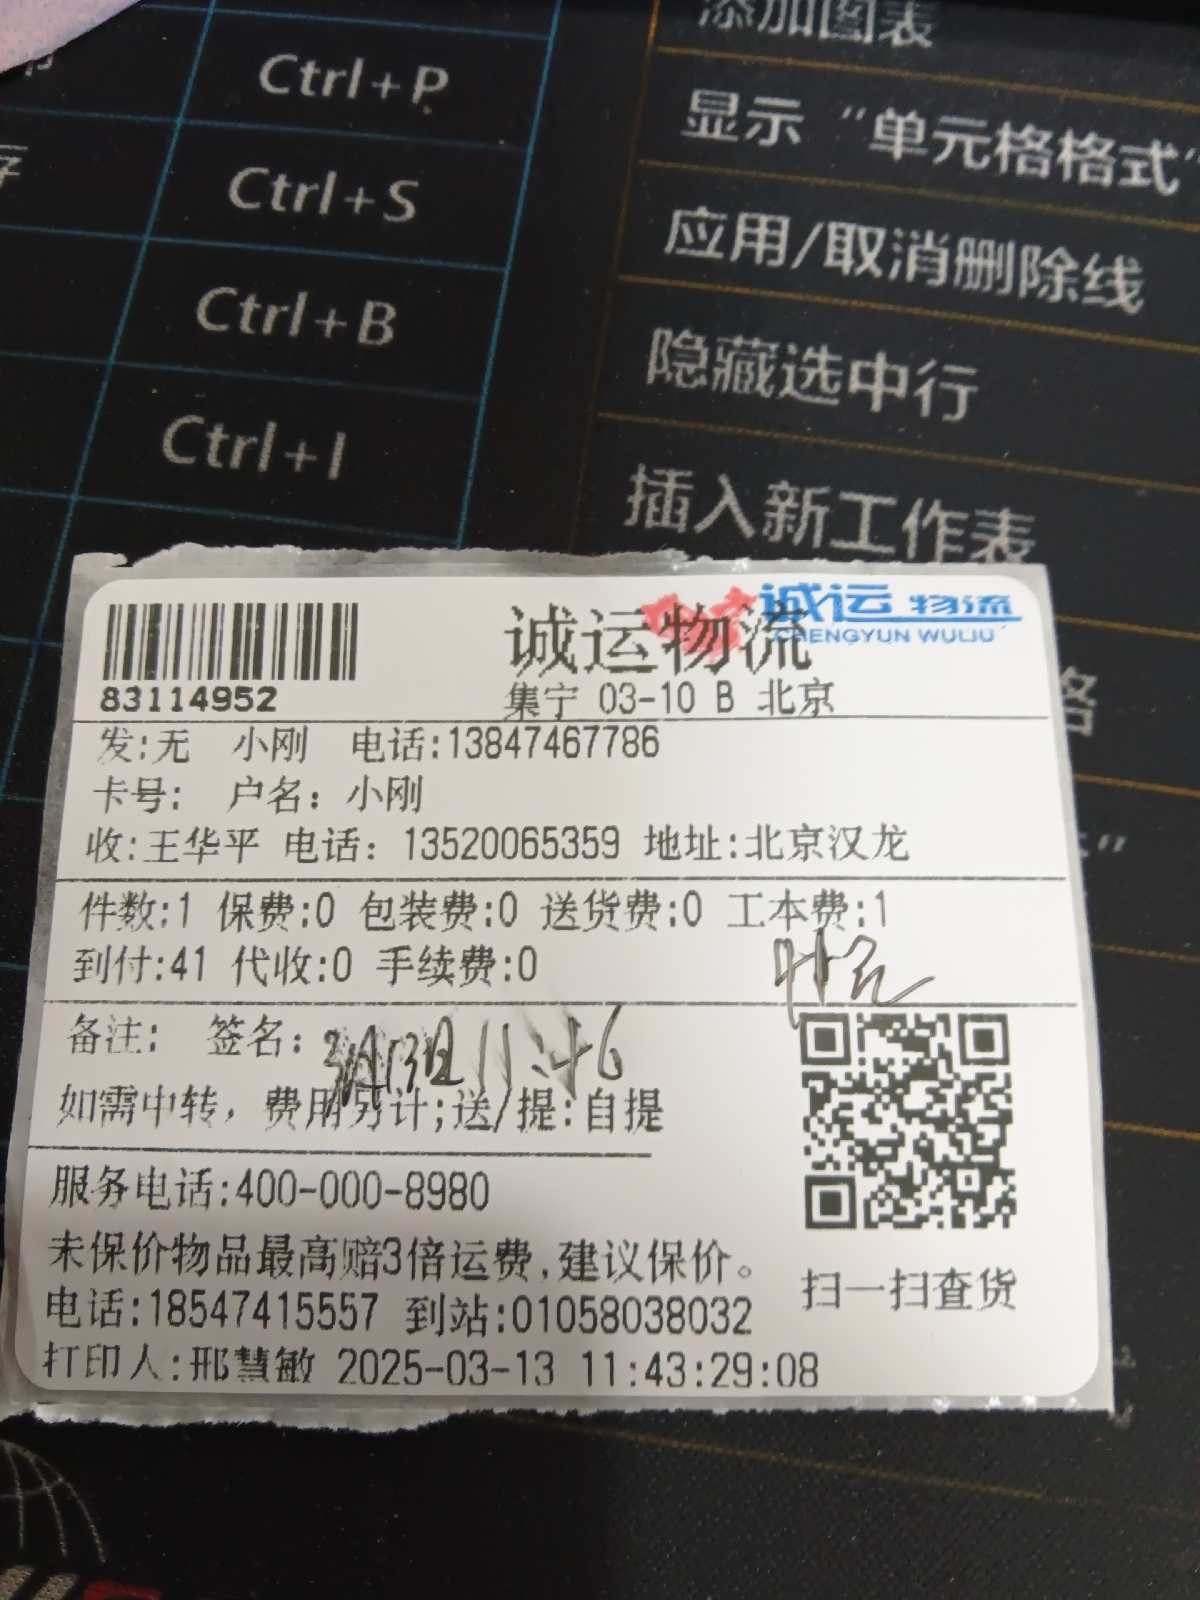 添加图表
Ctrl+P
显示“单元格格式”
Ctrl+S
应用/取消删除线
Ctrl+B
隐藏选中行
Ctrl+I
插入新工作表
格
诚运物流
诚运 物流
CHENGYUN WULIU
83114952
集宁 03-10 B 北京
发:无 小刚 电话:13847467786
卡号: 户名: 小刚
收:王华平 电话: 13520065359 地址:北京汉龙
件数:1 保费:0 包装费:0 送货费:0 工本费:1
到付:41 代收:0 手续费:0
备注: 签名:
如需中转, 费用另计;送/提:自提
服务电话:400-000-8980
未保价物品最高赔3倍运费,建议保价。
扫一扫查货
电话:18547415557 到站:01058038032
打印人:邢慧敏 2025-03-13 11:43:29:08